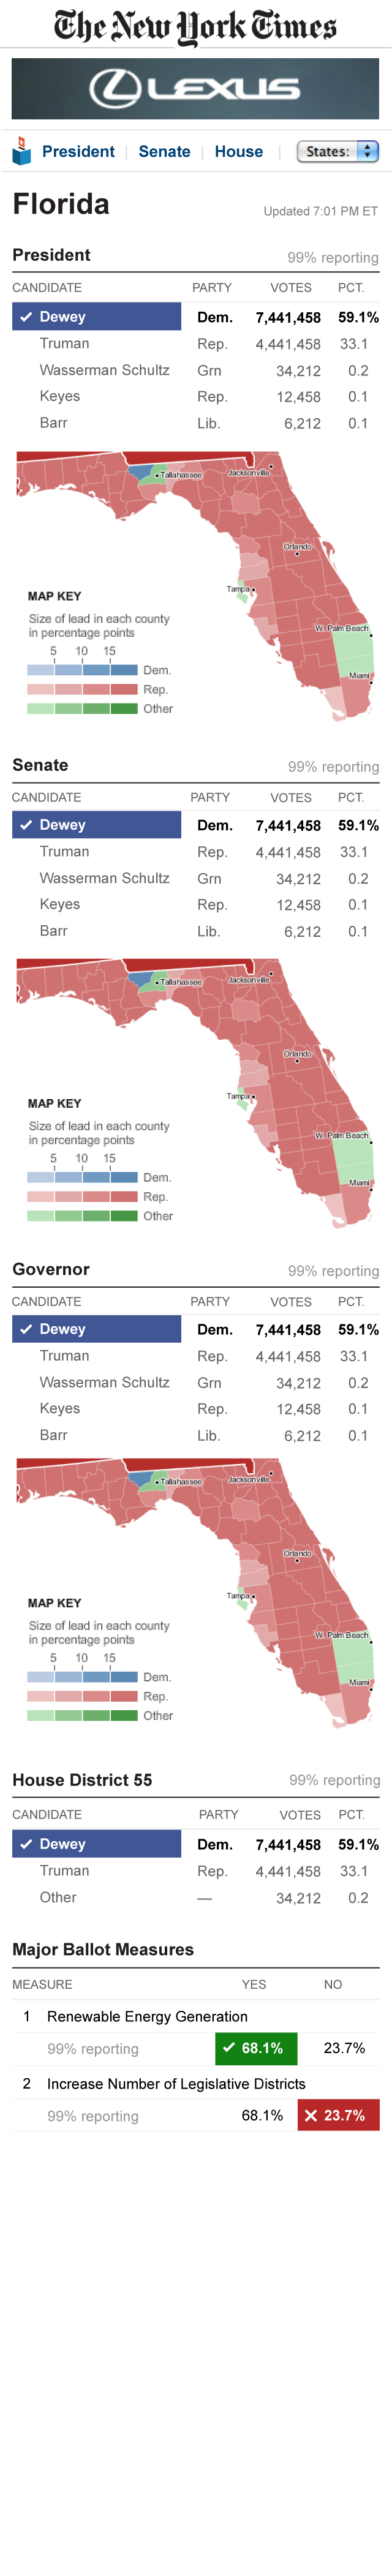 The New York Times
LEXUS
President Senate House States:
Florida Updated 7:01 PM ET
President 99% reporting
CANDIDATE PARTY VOTES PCT.
✓ Dewey Dem. 7,441,458 59.1%
Truman Rep. 4,441,458 33.1
Wasserman Schultz Grn 34,212 0.2
Keyes Rep. 12,458 0.1
Barr Lib. 6,212 0.1
Tallahassee
Jacksonville
Orlando
Tampa
W. Palm Beach
Miami
MAP KEY
Size of lead in each county
in percentage points
5 10 15
Dem.
Rep.
Other
Senate 99% reporting
CANDIDATE PARTY VOTES PCT.
✓ Dewey Dem. 7,441,458 59.1%
Truman Rep. 4,441,458 33.1
Wasserman Schultz Grn 34,212 0.2
Keyes Rep. 12,458 0.1
Barr Lib. 6,212 0.1
Tallahassee
Jacksonville
Orlando
Tampa
W. Palm Beach
Miami
MAP KEY
Size of lead in each county
in percentage points
5 10 15
Dem.
Rep.
Other
Governor 99% reporting
CANDIDATE PARTY VOTES PCT.
✓ Dewey Dem. 7,441,458 59.1%
Truman Rep. 4,441,458 33.1
Wasserman Schultz Grn 34,212 0.2
Keyes Rep. 12,458 0.1
Barr Lib. 6,212 0.1
Tallahassee
Jacksonville
Orlando
Tampa
W. Palm Beach
Miami
MAP KEY
Size of lead in each county
in percentage points
5 10 15
Dem.
Rep.
Other
House District 55 99% reporting
CANDIDATE PARTY VOTES PCT.
✓ Dewey Dem. 7,441,458 59.1%
Truman Rep. 4,441,458 33.1
Other — 34,212 0.2
Major Ballot Measures
MEASURE YES NO
1 Renewable Energy Generation
99% reporting ✓ 68.1% 23.7%
2 Increase Number of Legislative Districts
99% reporting 68.1% ✕ 23.7%